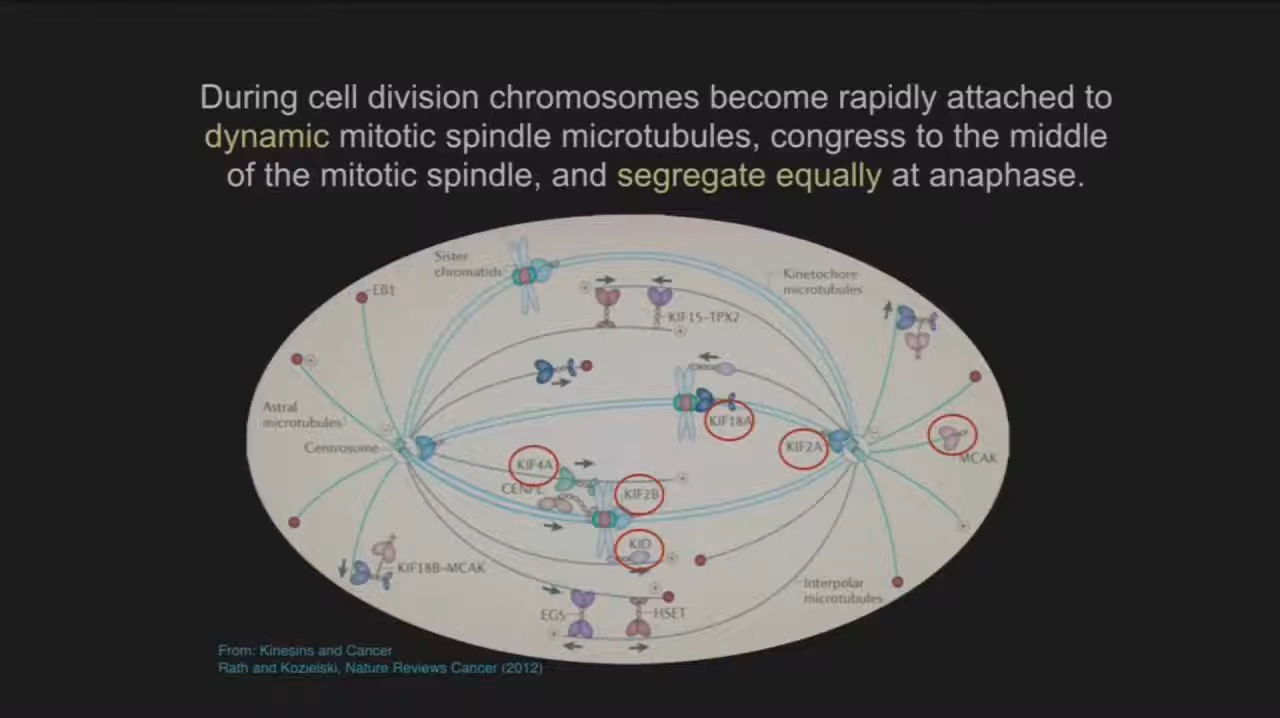 During cell division chromosomes become rapidly attached to
dynamic mitotic spindle microtubules, congress to the middle
of the mitotic spindle, and segregate equally at anaphase.
Sister
chromatids
Kinetochore
microtubules
EB1
KIF15–TPX2
Astral
microtubules
KIF18A
Centrosome
KIF2A
MCAK
KIF4A
CENPE
KIF2B
KID
KIF18B–MCAK
Interpolar
microtubules
EG5
HSET
From: Kinesins and Cancer
Rath and Kozielski, Nature Reviews Cancer (2012)